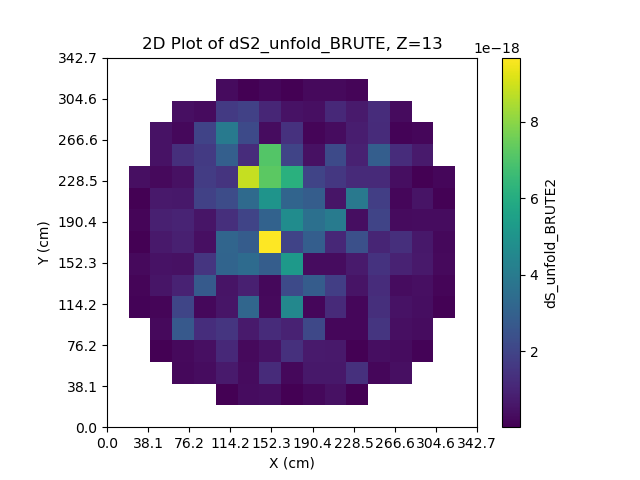 2D Plot of dS2_unfold_BRUTE, Z=13
1e−18
342.7
304.6
266.6
228.5
190.4
152.3
114.2
76.2
38.1
0.0
Y (cm)
0.0 38.1 76.2 114.2 152.3 190.4 228.5 266.6 304.6 342.7
X (cm)
8
6
4
2
dS_unfold_BRUTE2